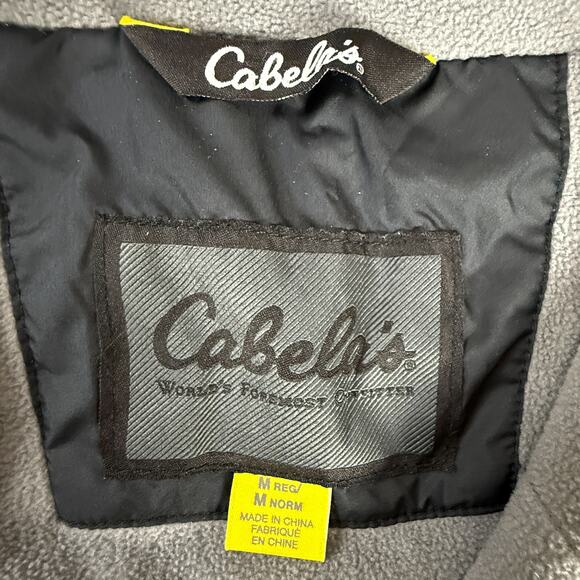 Cabela's®
Cabela's®
WORLD'S FOREMOST OUTFITTER
M REG/
M NORM
MADE IN CHINA
FABRIQUÉ
EN CHINE